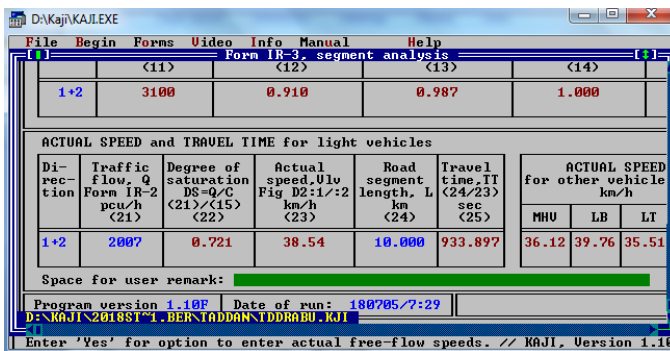 D:\Kaji\KAJI.EXE
File Begin Forms Video Info Manual Help
Form IR-3, segment analysis
(11) (12) (13) (14)
1+2 3100 0.910 0.987 1.000
ACTUAL SPEED and TRAVEL TIME for light vehicles
Di- Traffic Degree of Actual Road Travel ACTUAL SPEED
rec- flow, Q saturation speed,Vlv segment time,TT for other vehicle
tion Form IR-2 DS=Q/C Fig D2:1/:2 length, L (24/23) km/h
pcu/h (21)/(15) km/h km sec
(21) (22) (23) (24) (25) MHV LB LT
1+2 2007 0.721 38.54 10.000 933.897 36.12 39.76 35.51
Space for user remark:
Program version 1.10F Date of run: 180705/7:29
D:\KAJI\2018ST~1.BER\TADDAN\TDDRABU.KJI
Enter 'Yes' for option to enter actual free-flow speeds. // KAJI, Version 1.1